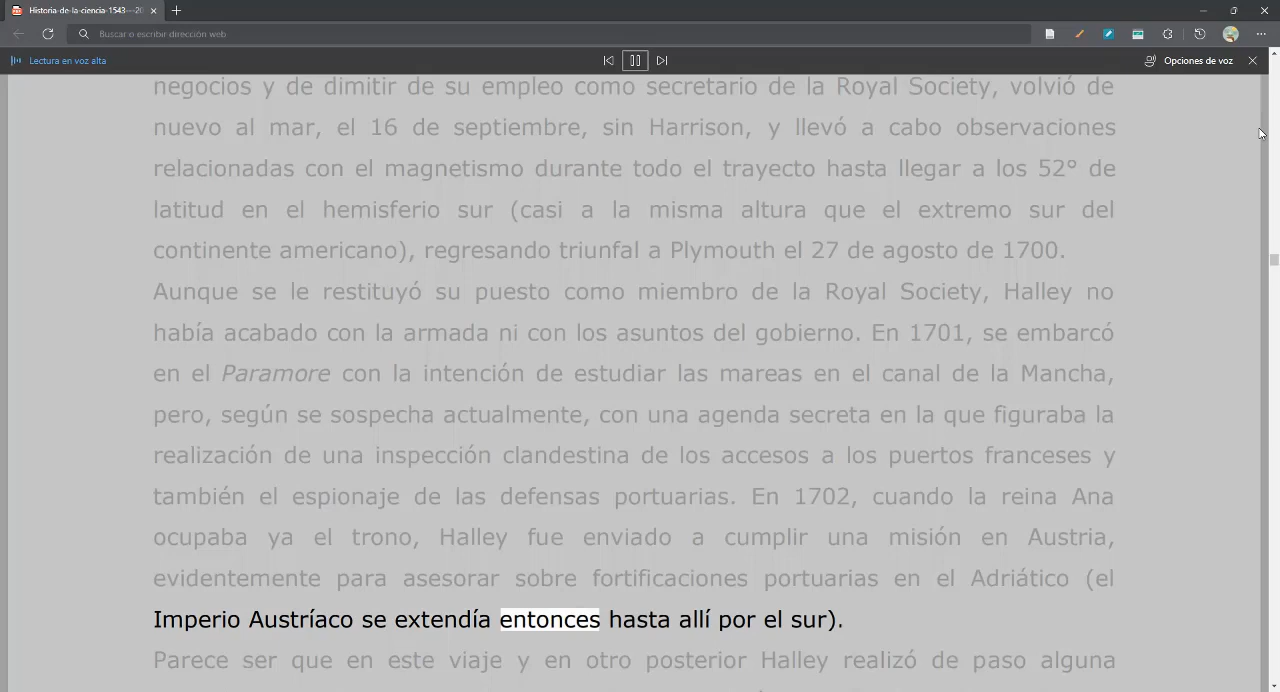 Historia-de-la-ciencia-1543---20
Buscar o escribir dirección web
Lectura en voz alta
Opciones de voz
negocios y de dimitir de su empleo como secretario de la Royal Society, volvió de
nuevo al mar, el 16 de septiembre, sin Harrison, y llevó a cabo observaciones
relacionadas con el magnetismo durante todo el trayecto hasta llegar a los 52° de
latitud en el hemisferio sur (casi a la misma altura que el extremo sur del
continente americano), regresando triunfal a Plymouth el 27 de agosto de 1700.
Aunque se le restituyó su puesto como miembro de la Royal Society, Halley no
había acabado con la armada ni con los asuntos del gobierno. En 1701, se embarcó
en el Paramore con la intención de estudiar las mareas en el canal de la Mancha,
pero, según se sospecha actualmente, con una agenda secreta en la que figuraba la
realización de una inspección clandestina de los accesos a los puertos franceses y
también el espionaje de las defensas portuarias. En 1702, cuando la reina Ana
ocupaba ya el trono, Halley fue enviado a cumplir una misión en Austria,
evidentemente para asesorar sobre fortificaciones portuarias en el Adriático (el
Imperio Austríaco se extendía entonces hasta allí por el sur).
Parece ser que en este viaje y en otro posterior Halley realizó de paso alguna